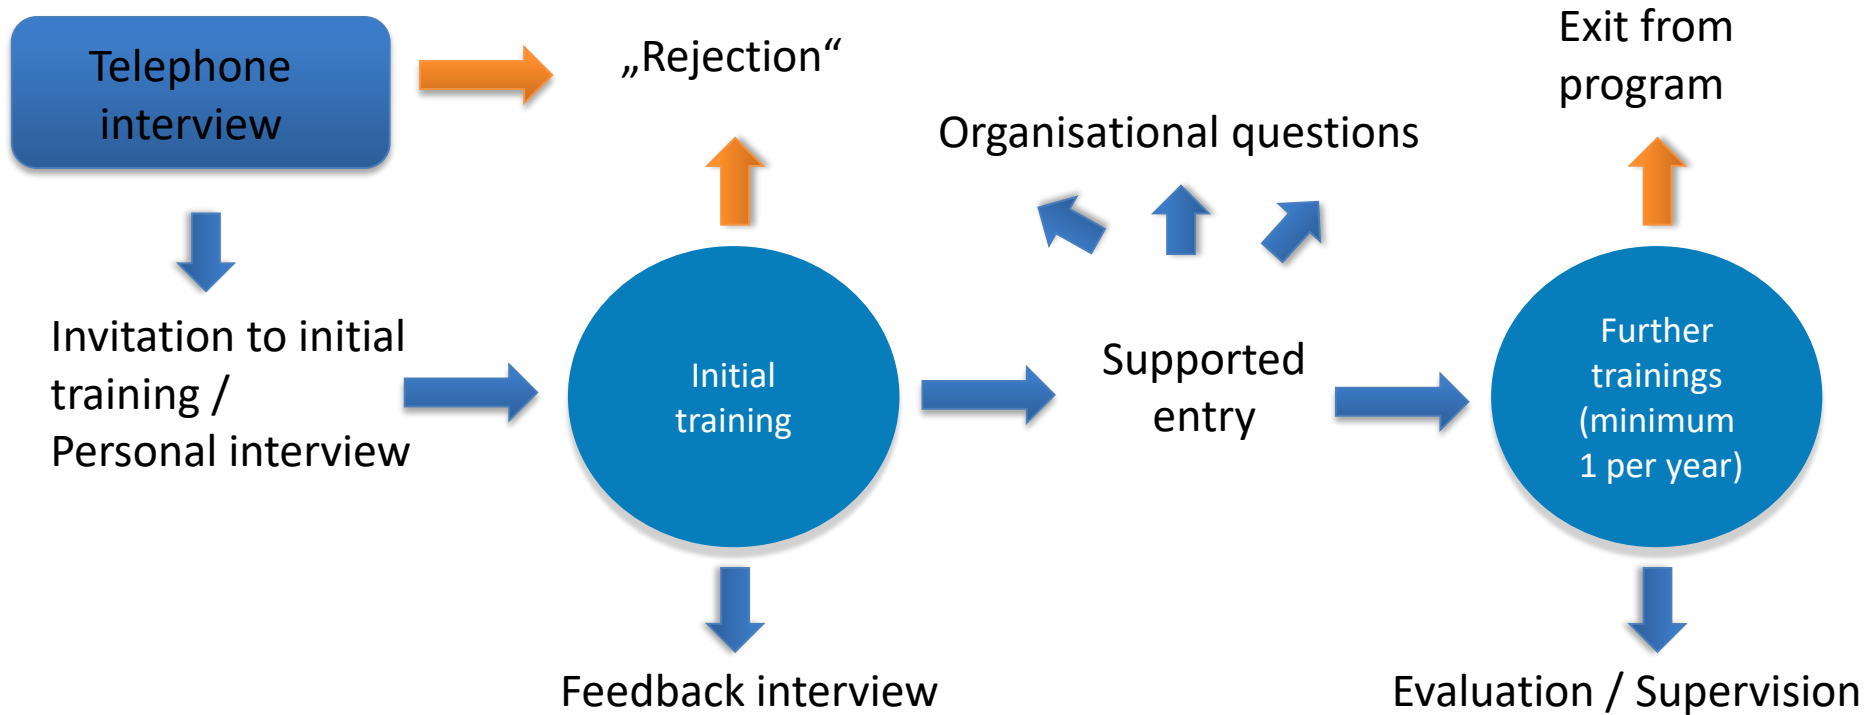 Telephone
interview
„Rejection“
Exit from
program
Organisational questions
Invitation to initial
training /
Personal interview
Initial
training
Supported
entry
Further
trainings
(minimum
1 per year)
Feedback interview
Evaluation / Supervision